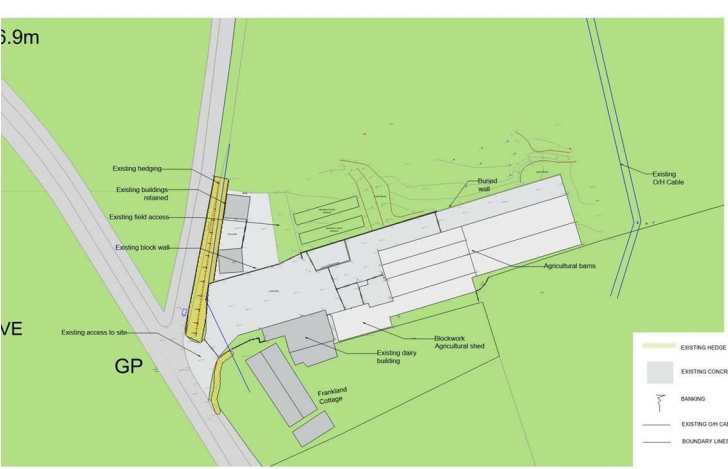 6.9m
Existing hedging
Existing buildings
retained
Existing field access
Existing block wall
Existing access to site
VE
GP
Buried
wall
Existing
O/H Cable
Agricultural barns
Blockwork
Agricultural shed
Existing dairy
building
Frankland
Cottage
EXISTING HEDGE
EXISTING CONCR
BANKING
EXISTING O/H CAB
BOUNDARY LINES